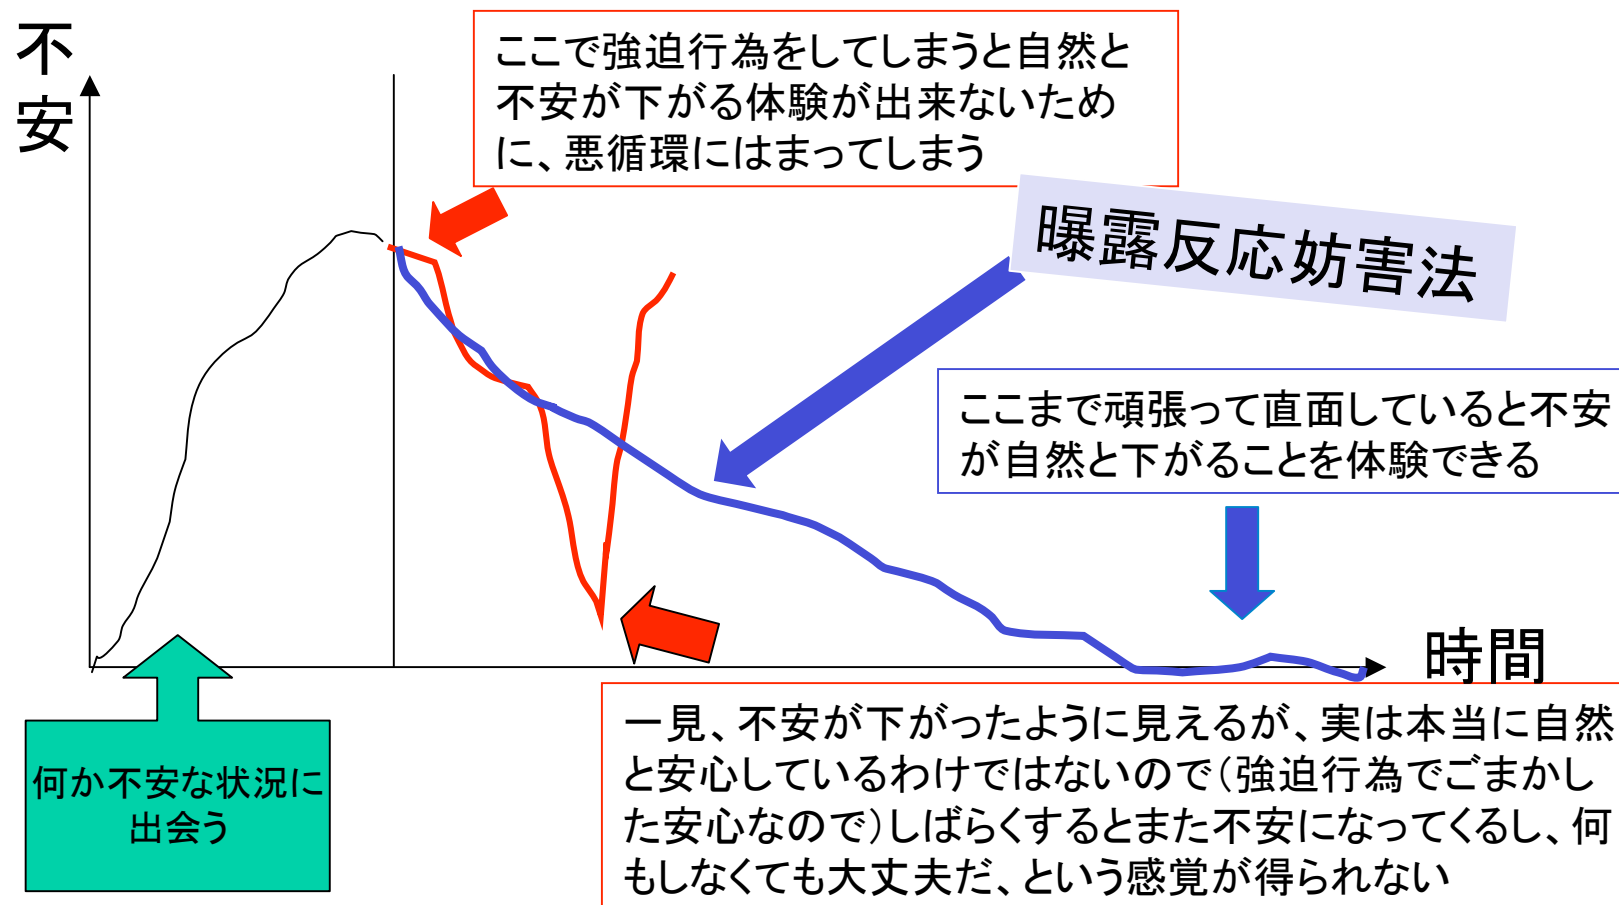 不
安
ここで強迫行為をしてしまうと自然と
不安が下がる体験が出来ないため
に、悪循環にはまってしまう
曝露反応妨害法
ここまで頑張って直面していると不安
が自然と下がることを体験できる
時間
何か不安な状況に
出会う
一見、不安が下がったように見えるが、実は本当に自然
と安心しているわけではないので（強迫行為でごまかし
た安心なので）しばらくするとまた不安になってくるし、何
もしなくても大丈夫だ、という感覚が得られない